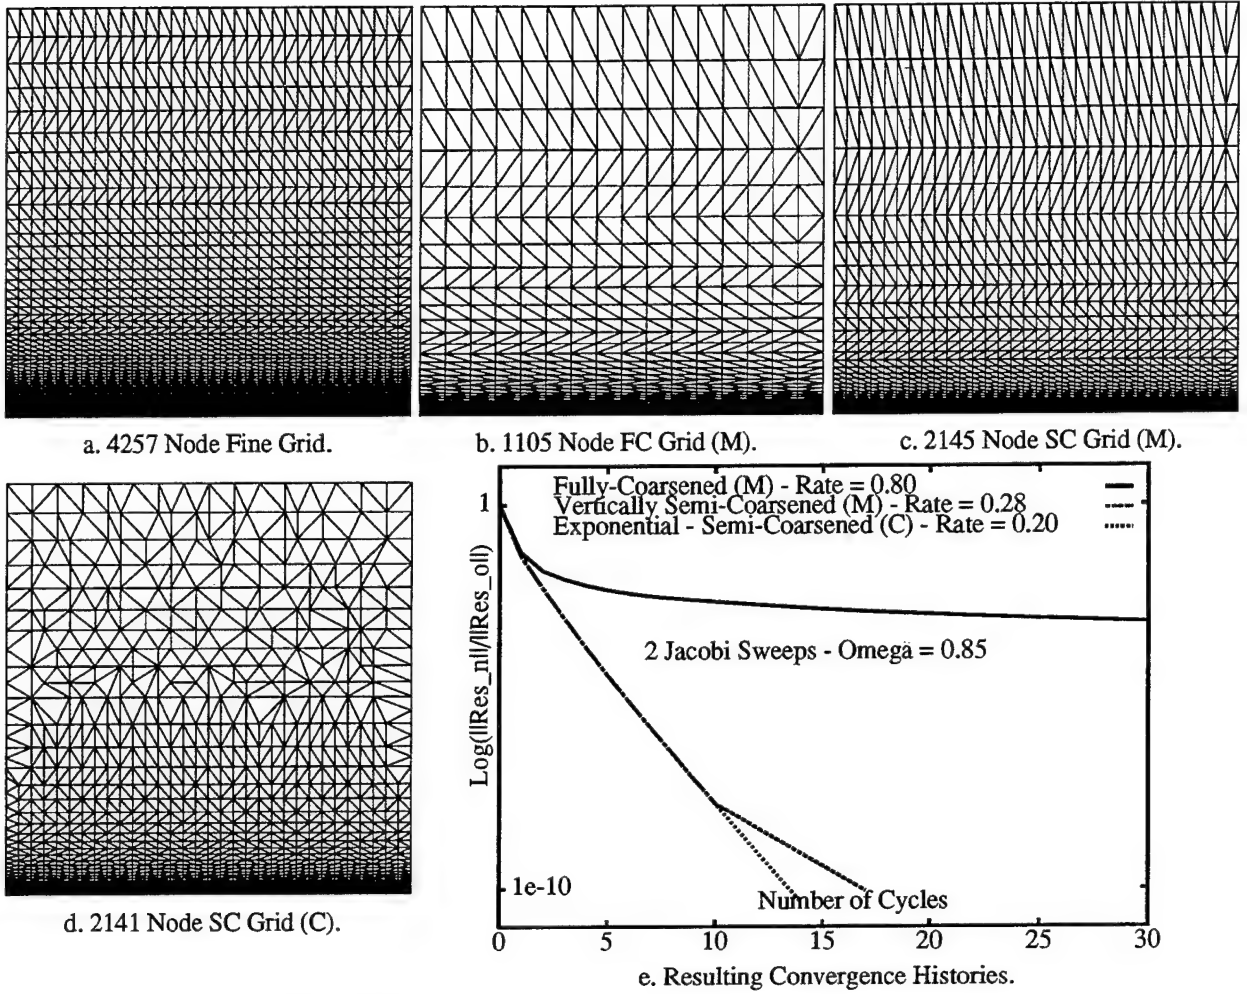 a. 4257 Node Fine Grid.
b. 1105 Node FC Grid (M).
c. 2145 Node SC Grid (M).
d. 2141 Node SC Grid (C).
Log(||Res_n||/||Res_o||)
1
1e-10
Fully-Coarsened (M) - Rate = 0.80
Vertically Semi-Coarsened (M) - Rate = 0.28
Exponential - Semi-Coarsened (C) - Rate = 0.20
2 Jacobi Sweeps - Omega = 0.85
Number of Cycles
0 5 10 15 20 25 30
e. Resulting Convergence Histories.